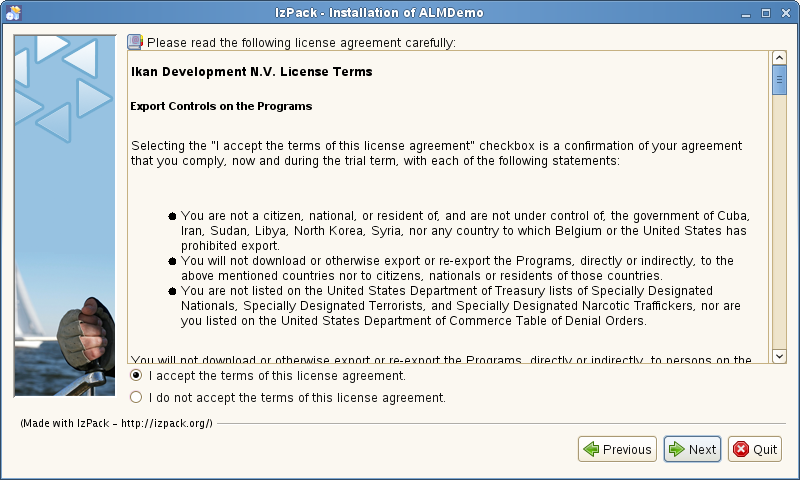 IzPack - Installation of ALMDemo
Please read the following license agreement carefully:
Ikan Development N.V. License Terms
Export Controls on the Programs
Selecting the "I accept the terms of this license agreement" checkbox is a confirmation of your agreement
that you comply, now and during the trial term, with each of the following statements:
You are not a citizen, national, or resident of, and are not under control of, the government of Cuba,
Iran, Sudan, Libya, North Korea, Syria, nor any country to which Belgium or the United States has
prohibited export.
You will not download or otherwise export or re-export the Programs, directly or indirectly, to the
above mentioned countries nor to citizens, nationals or residents of those countries.
You are not listed on the United States Department of Treasury lists of Specially Designated
Nationals, Specially Designated Terrorists, and Specially Designated Narcotic Traffickers, nor are
you listed on the United States Department of Commerce Table of Denial Orders.
You will not download or otherwise export or re-export the Programs, directly or indirectly, to persons on the
I accept the terms of this license agreement.
I do not accept the terms of this license agreement.
(Made with IzPack - http://izpack.org/)
Previous
Next
Quit